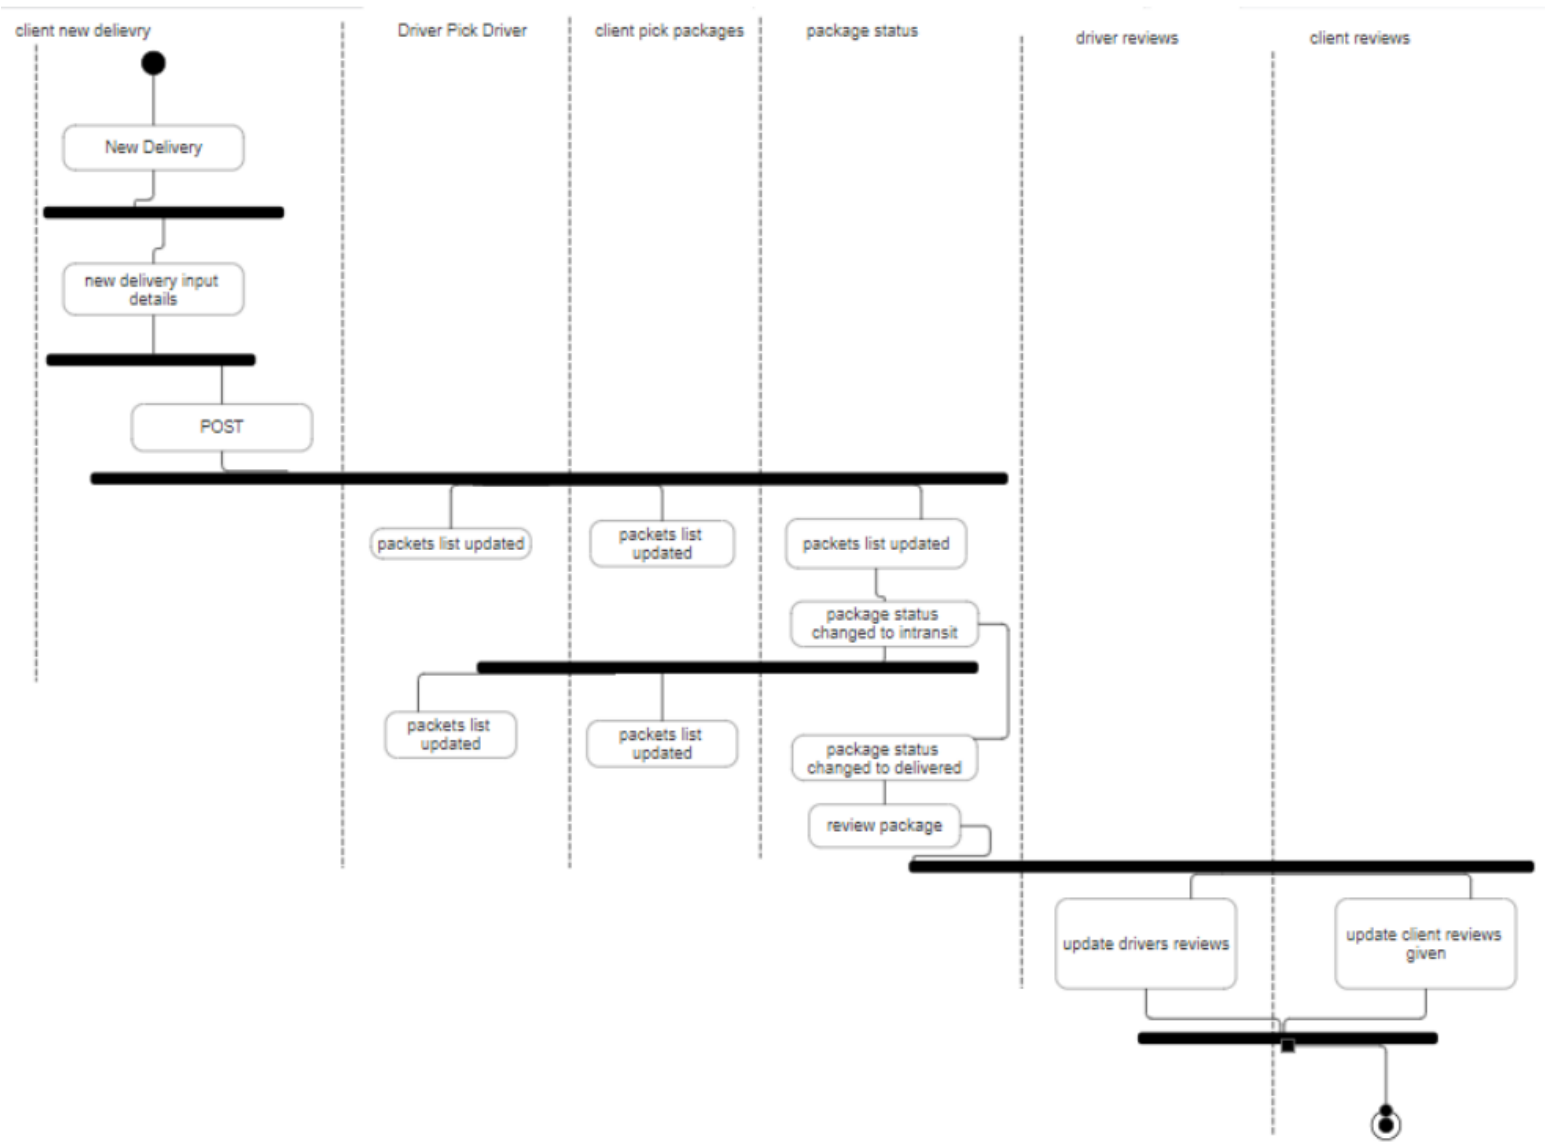 client new delievry
Driver Pick Driver
client pick packages
package status
driver reviews
client reviews
New Delivery
new delivery input
details
POST
packets list updated
packets list
updated
packets list updated
package status
changed to intransit
packets list
updated
packets list
updated
package status
changed to delivered
review package
update drivers reviews
update client reviews
given